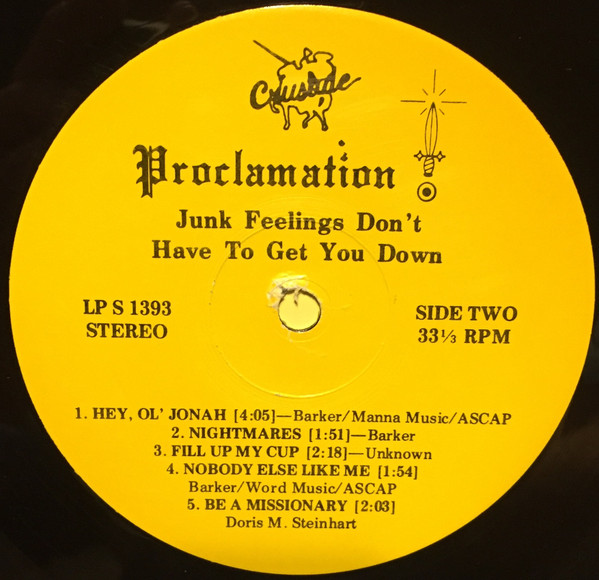 Crusade
Proclamation!
Junk Feelings Don't
Have To Get You Down
LP S 1393
STEREO
SIDE TWO
33⅓ RPM
1. HEY, OL' JONAH [4:05]—Barker/Manna Music/ASCAP
2. NIGHTMARES [1:51]—Barker
3. FILL UP MY CUP [2:18]—Unknown
4. NOBODY ELSE LIKE ME [1:54]
Barker/Word Music/ASCAP
5. BE A MISSIONARY [2:03]
Doris M. Steinhart